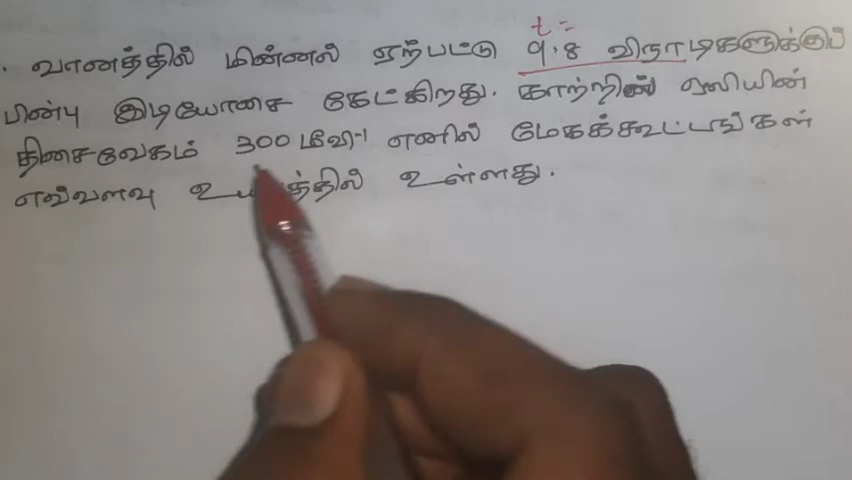 t =
. வானத்தில் மின்னல் ஏற்பட்டு 9.8 விநாடிகளுக்குப்
பின்பு இடியோசை கேட்கிறது. காற்றில் ஒலியின்
திசைவேகம் 300 மவி-1 எனில் மேகக்கூட்டங்கள்
எவ்வளவு உள்ளது.